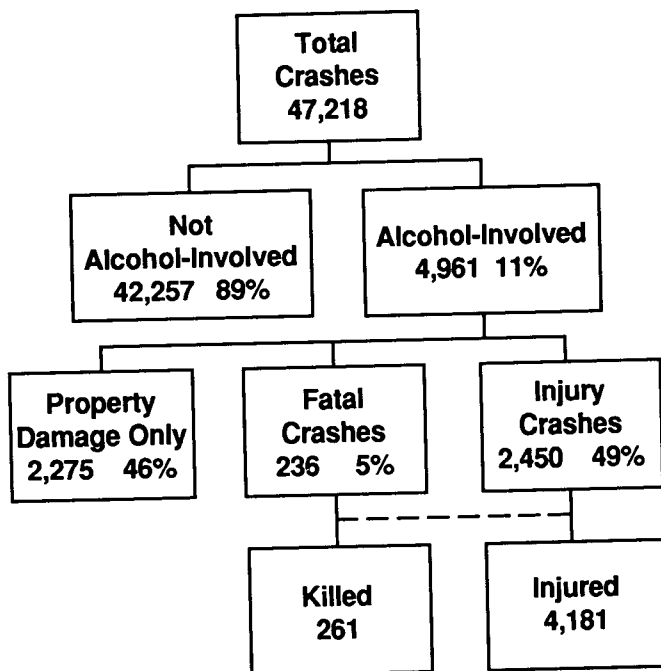 Total
Crashes
47,218
Not
Alcohol-Involved
42,257 89%
Alcohol-Involved
4,961 11%
Property
Damage Only
2,275 46%
Fatal
Crashes
236 5%
Injury
Crashes
2,450 49%
Killed
261
Injured
4,181